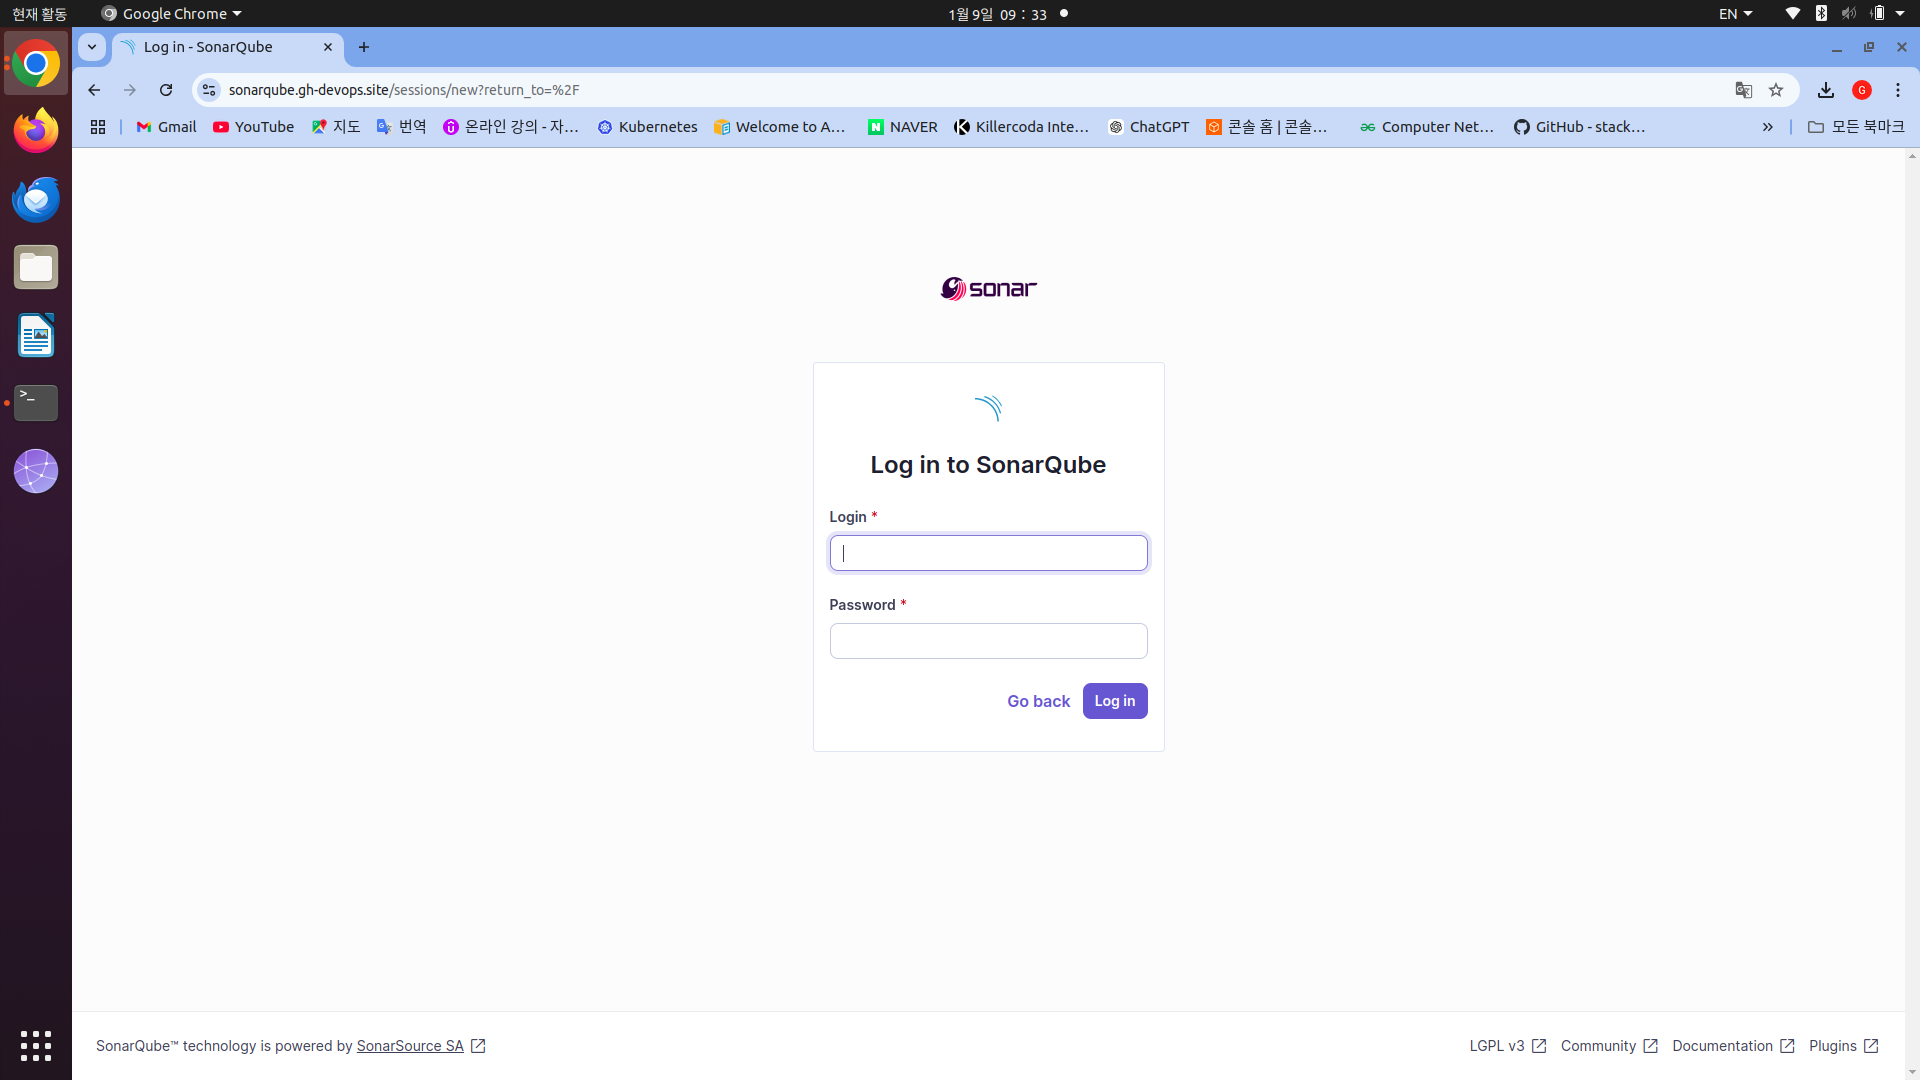 현재 활동 Google Chrome 1월 9일 09 : 33 EN
Log in - SonarQube
sonarqube.gh-devops.site/sessions/new?return_to=%2F G
Gmail YouTube 지도 번역 온라인 강의 - 자... Kubernetes Welcome to A... NAVER Killercoda Inte... ChatGPT 콘솔 홈 | 콘솔... Computer Net... GitHub - stack... » 모든 북마크
sonar
Log in to SonarQube
Login *
Password *
Go back Log in
SonarQube™ technology is powered by SonarSource SA LGPL v3 Community Documentation Plugins